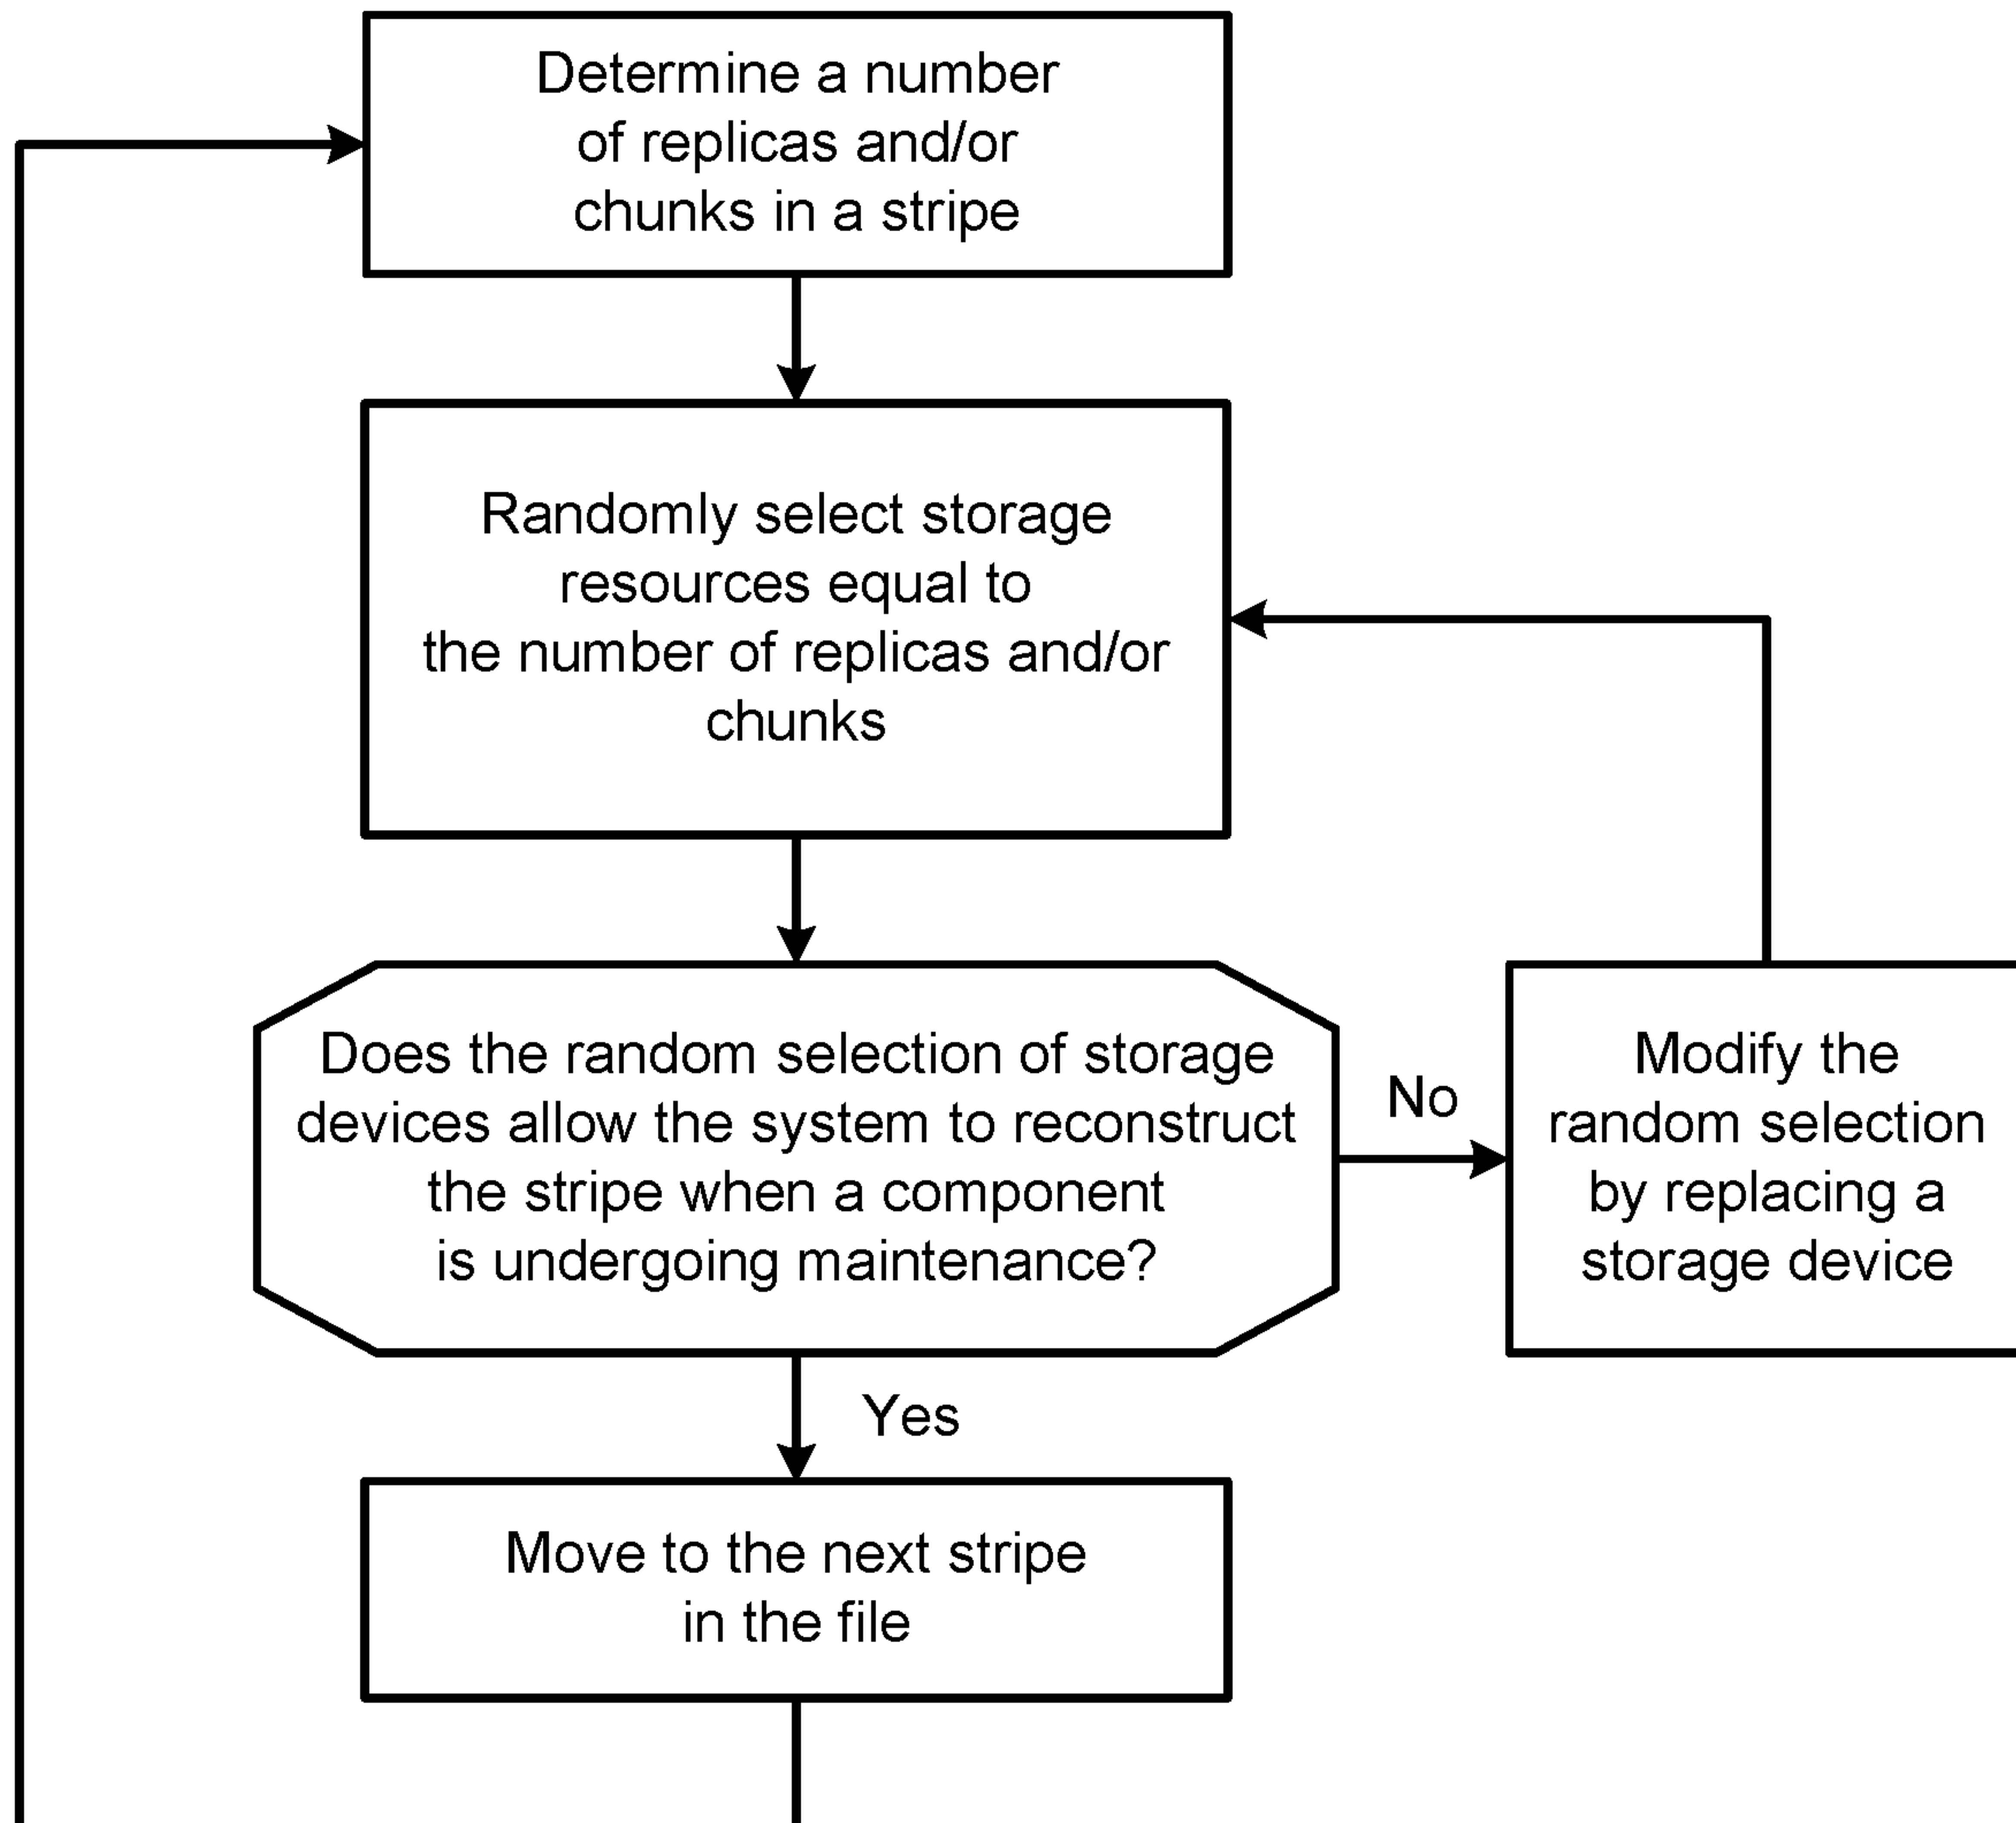 Determine a number
of replicas and/or
chunks in a stripe
Randomly select storage
resources equal to
the number of replicas and/or
chunks
Does the random selection of storage
devices allow the system to reconstruct
the stripe when a component
is undergoing maintenance?
No
Modify the
random selection
by replacing a
storage device
Yes
Move to the next stripe
in the file